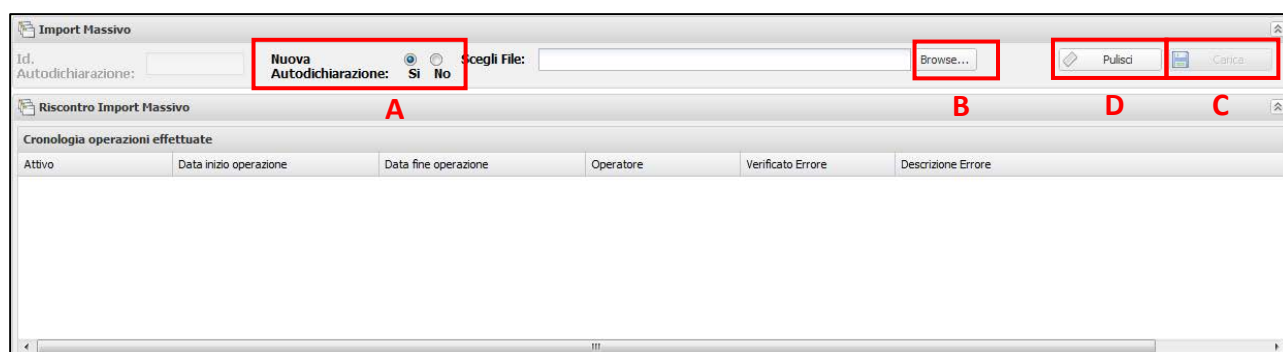 Import Massivo
Id. Autodichiarazione:
Nuova Autodichiarazione:
Si No
Scegli File:
Browse...
Pulisci
Carica
A
B
D
C
Riscontro Import Massivo
Cronologia operazioni effettuate
Attivo Data inizio operazione Data fine operazione Operatore Verificato Errore Descrizione Errore